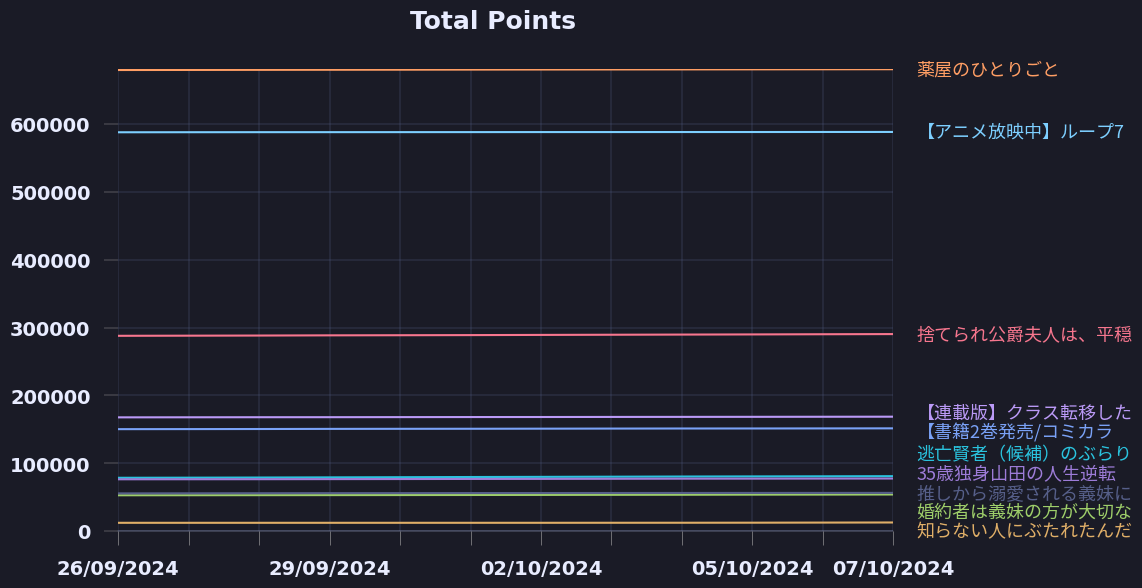 Total Points
薬屋のひとりごと
【アニメ放映中】ループ7
600000
500000
400000
300000
捨てられ公爵夫人は、平穏
200000
【連載版】クラス転移した
【書籍2巻発売/コミカラ
100000
逃亡賢者（候補）のぶらり
35歳独身山田の人生逆転
推しから溺愛される義妹に
婚約者は義妹の方が大切な
0
知らない人にぶたれたんだ
26/09/2024
29/09/2024
02/10/2024
05/10/2024
07/10/2024